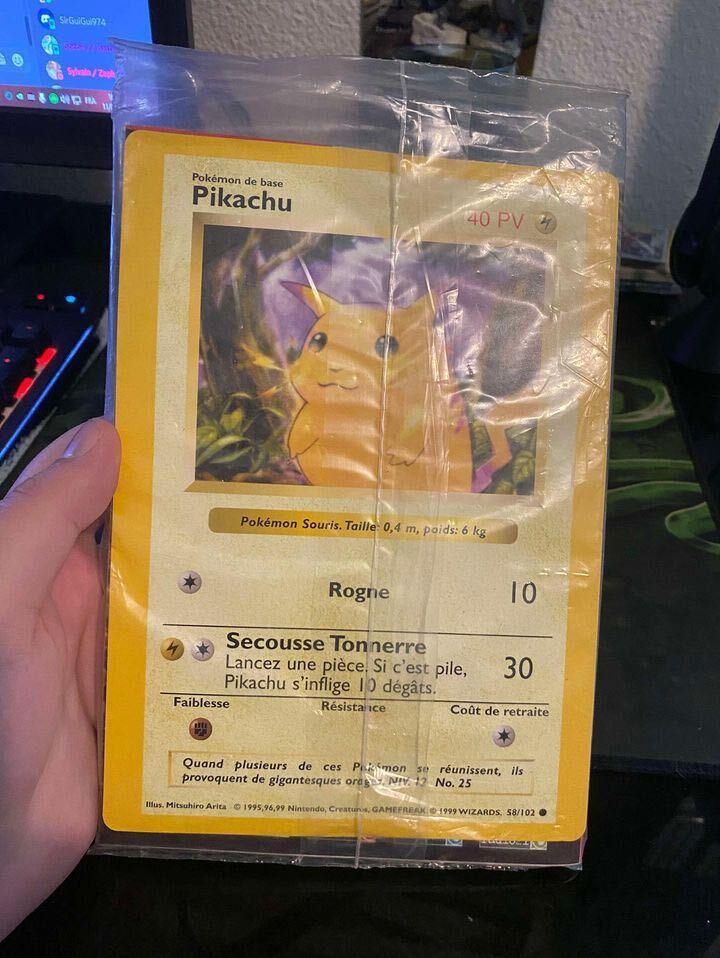 SirGuiGui974
FRA
Pokémon de base
Pikachu
40 PV
Pokémon Souris. Taille: 0,4 m, poids: 6 kg
Rogne 10
Secousse Tonnerre
Lancez une pièce. Si c'est pile,
Pikachu s'inflige 10 dégâts.
30
Faiblesse Résistance Coût de retraite
Quand plusieurs de ces Pokémon se réunissent, ils
provoquent de gigantesques orages. NIV. 12 No. 25
Illus. Mitsuhiro Arita © 1995,96,99 Nintendo, Creatures, GAMEFREAK © 1999 WIZARDS. 58/102